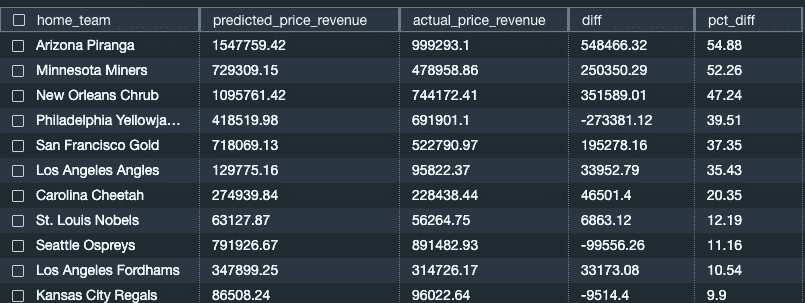 home_team predicted_price_revenue actual_price_revenue diff pct_diff
Arizona Piranga 1547759.42 999293.1 548466.32 54.88
Minnesota Miners 729309.15 478958.86 250350.29 52.26
New Orleans Chrub 1095761.42 744172.41 351589.01 47.24
Philadelphia Yellowja... 418519.98 691901.1 -273381.12 39.51
San Francisco Gold 718069.13 522790.97 195278.16 37.35
Los Angeles Angles 129775.16 95822.37 33952.79 35.43
Carolina Cheetah 274939.84 228438.44 46501.4 20.35
St. Louis Nobels 63127.87 56264.75 6863.12 12.19
Seattle Ospreys 791926.67 891482.93 -99556.26 11.16
Los Angeles Fordhams 347899.25 314726.17 33173.08 10.54
Kansas City Regals 86508.24 96022.64 -9514.4 9.9